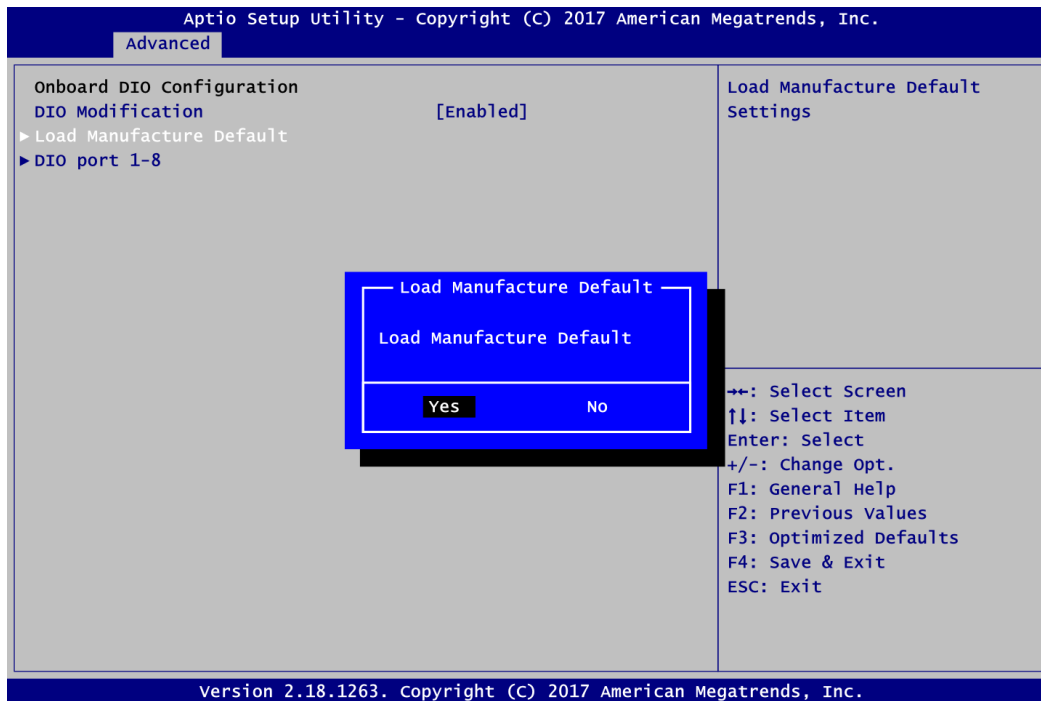 Aptio Setup Utility - Copyright (C) 2017 American Megatrends, Inc.
Advanced
Onboard DIO Configuration
DIO Modification [Enabled]
►Load Manufacture Default
►DIO port 1-8
Load Manufacture Default
Settings
Load Manufacture Default
Load Manufacture Default
Yes No
→←: Select Screen
↑↓: Select Item
Enter: Select
+/-: Change Opt.
F1: General Help
F2: Previous Values
F3: Optimized Defaults
F4: Save & Exit
ESC: Exit
Version 2.18.1263. Copyright (C) 2017 American Megatrends, Inc.